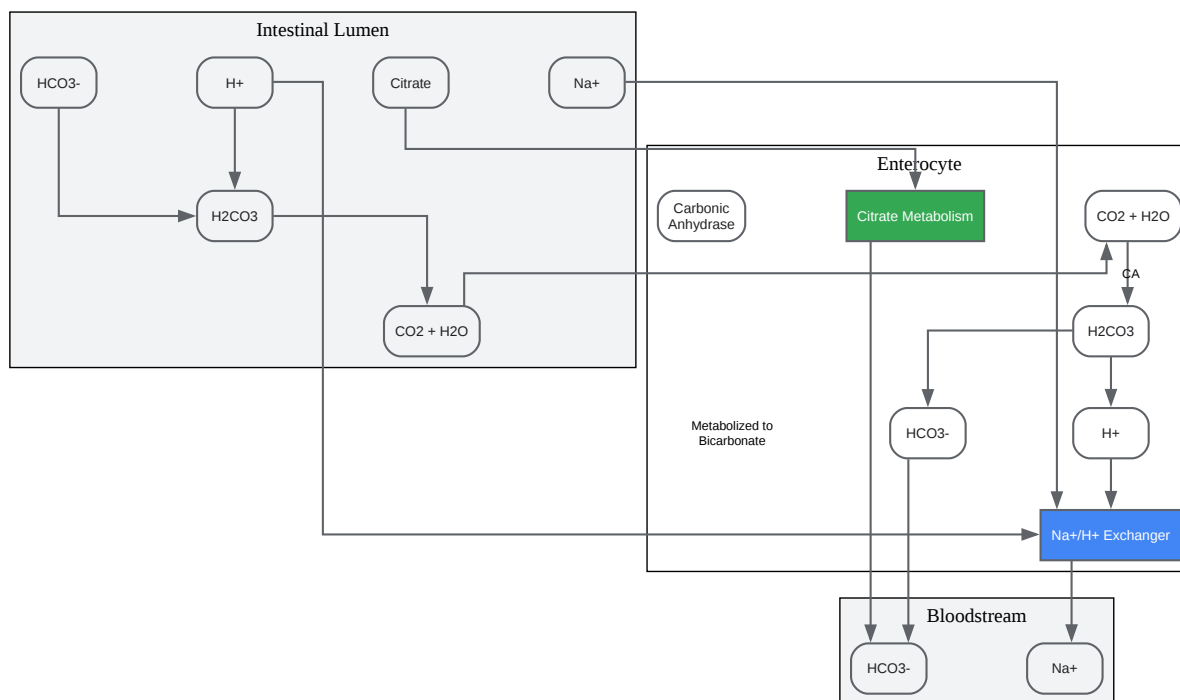 Intestinal Lumen
HCO3-
H+
Citrate
Na+
Enterocyte
H2CO3
Carbonic
Anhydrase
Citrate Metabolism
CO2 + H2O
CA
CO2 + H2O
H2CO3
Metabolized to
Bicarbonate
HCO3-
H+
Na+/H+ Exchanger
Bloodstream
HCO3-
Na+